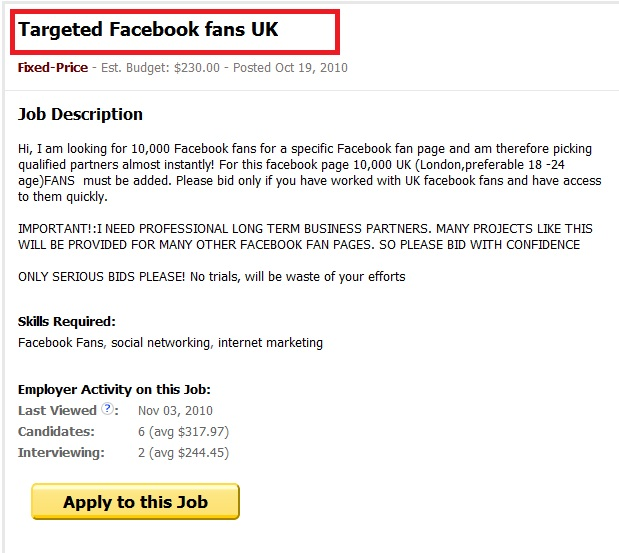 Targeted Facebook fans UK
Fixed-Price - Est. Budget: $230.00 - Posted Oct 19, 2010
Job Description
Hi, I am looking for 10,000 Facebook fans for a specific Facebook fan page and am therefore picking
qualified partners almost instantly! For this facebook page 10,000 UK (London,preferable 18 -24
age)FANS  must be added. Please bid only if you have worked with UK facebook fans and have access
to them quickly.
IMPORTANT!:I NEED PROFESSIONAL LONG TERM BUSINESS PARTNERS. MANY PROJECTS LIKE THIS
WILL BE PROVIDED FOR MANY OTHER FACEBOOK FAN PAGES. SO PLEASE BID WITH CONFIDENCE
ONLY SERIOUS BIDS PLEASE! No trials, will be waste of your efforts
Skills Required:
Facebook Fans, social networking, internet marketing
Employer Activity on this Job:
Last Viewed ?: Nov 03, 2010
Candidates: 6 (avg $317.97)
Interviewing: 2 (avg $244.45)
Apply to this Job